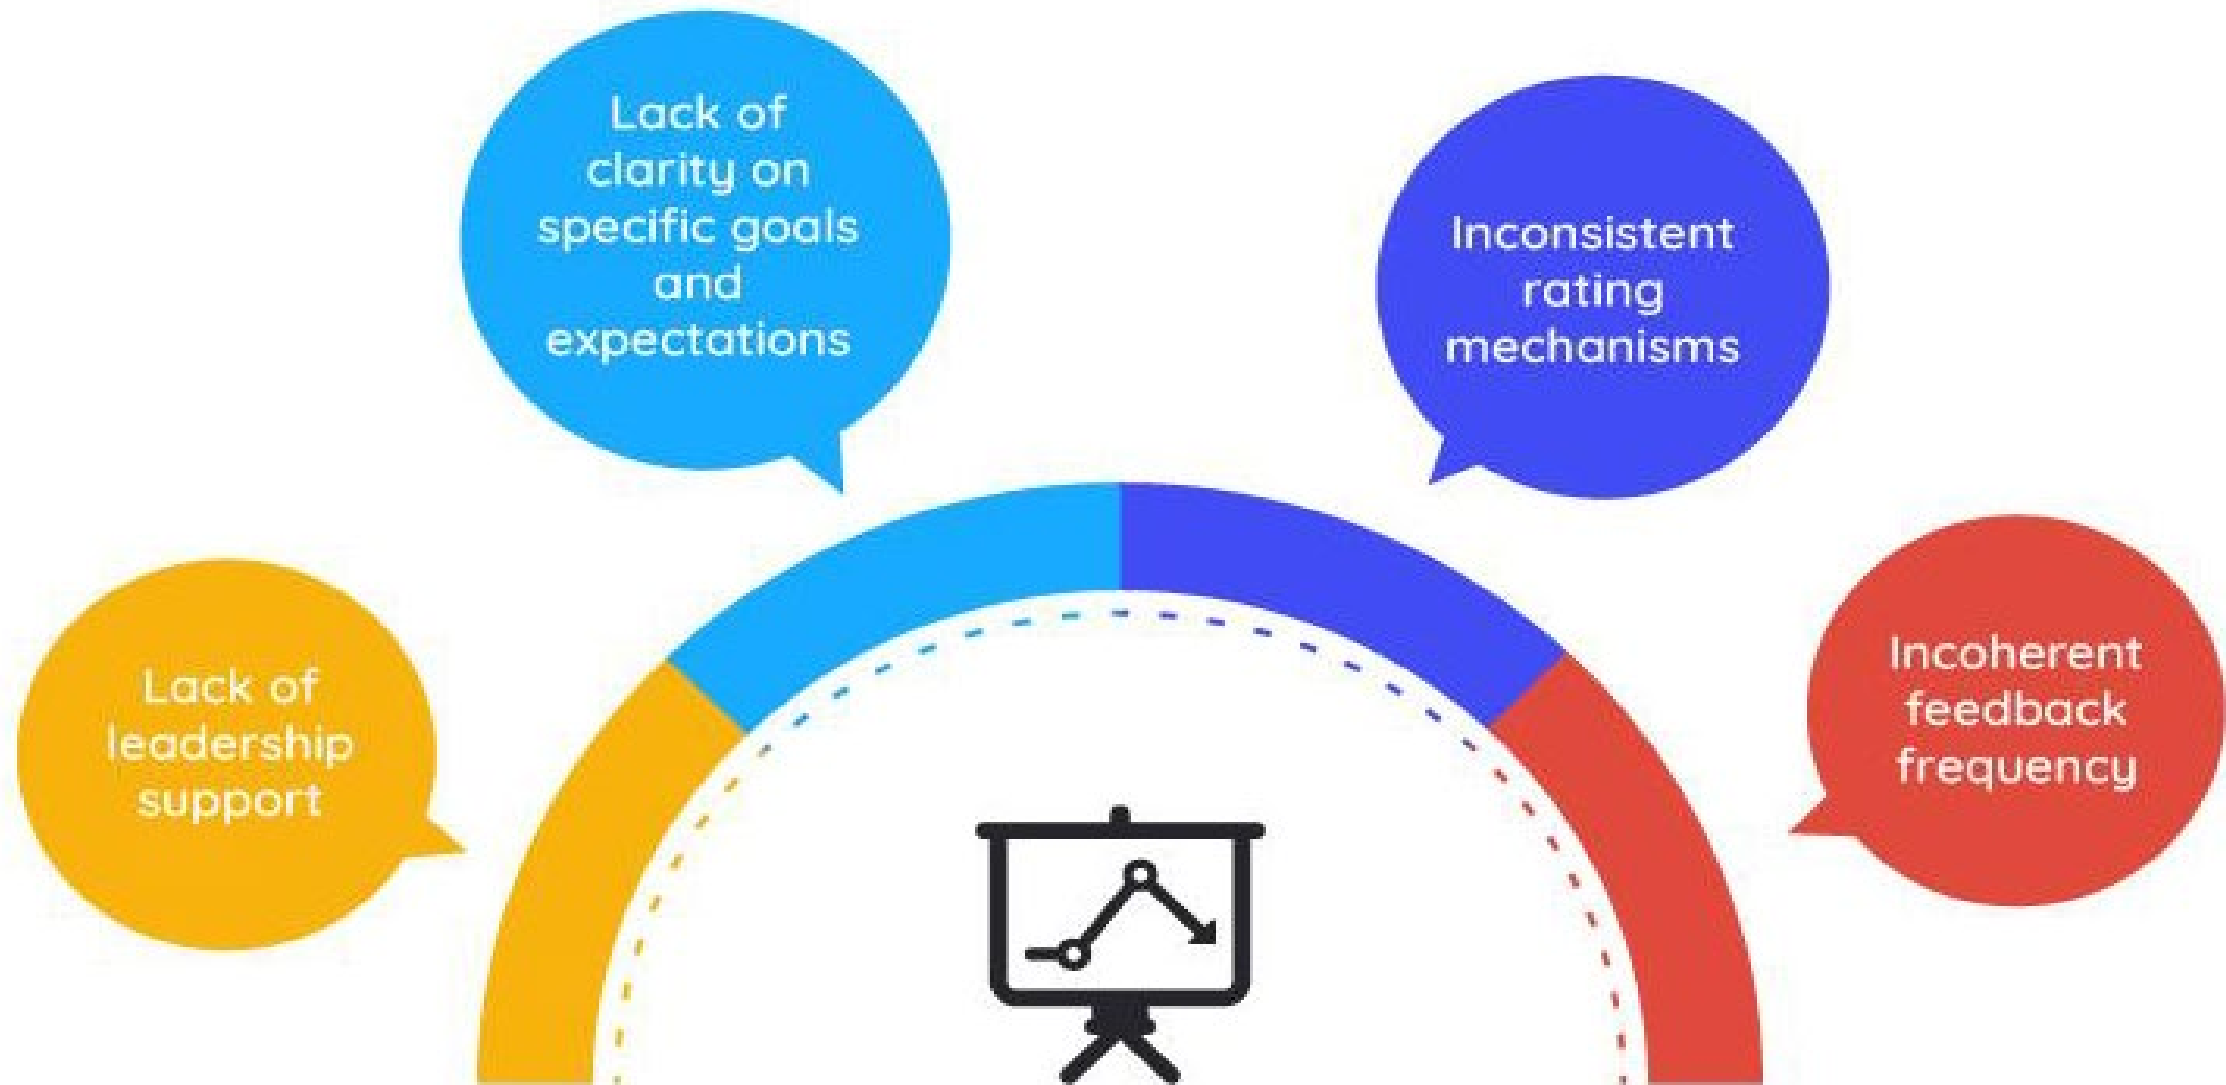 Lack of
clarity on
specific goals
and
expectations
Inconsistent
rating
mechanisms
Lack of
leadership
support
Incoherent
feedback
frequency